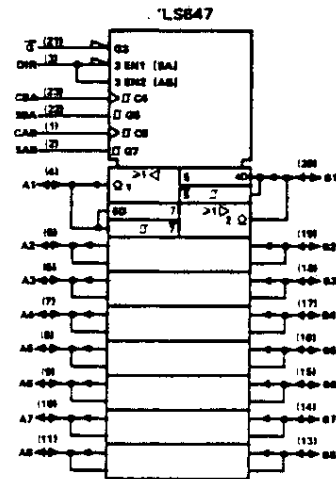 'LS647
G̅ (21) G3
DIR (3) 3 EN1 [BA]
3 EN2 [AB]
CBA (23) C4
SBA (22) G5
CAB (1) C6
SAB (2) G7
A1 (4) ≥1 5 4D (20) B1
Ω 1 5̅
6D 7 ≥1
7̅ 2 Ω
A2 (5) (19) B2
A3 (6) (18) B3
A4 (7) (17) B4
A5 (8) (16) B5
A6 (9) (15) B6
A7 (10) (14) B7
A8 (11) (13) B8